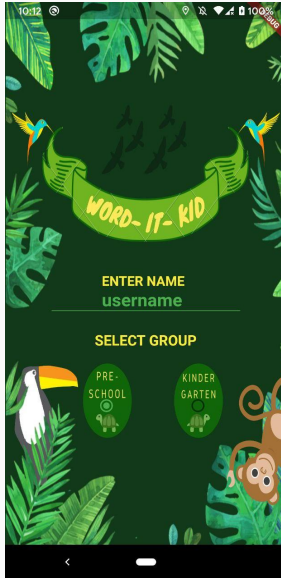 10:12
100%
DEBUG
WORD-IT-KID
ENTER NAME
username
SELECT GROUP
PRE-
SCHOOL
KINDER
GARTEN